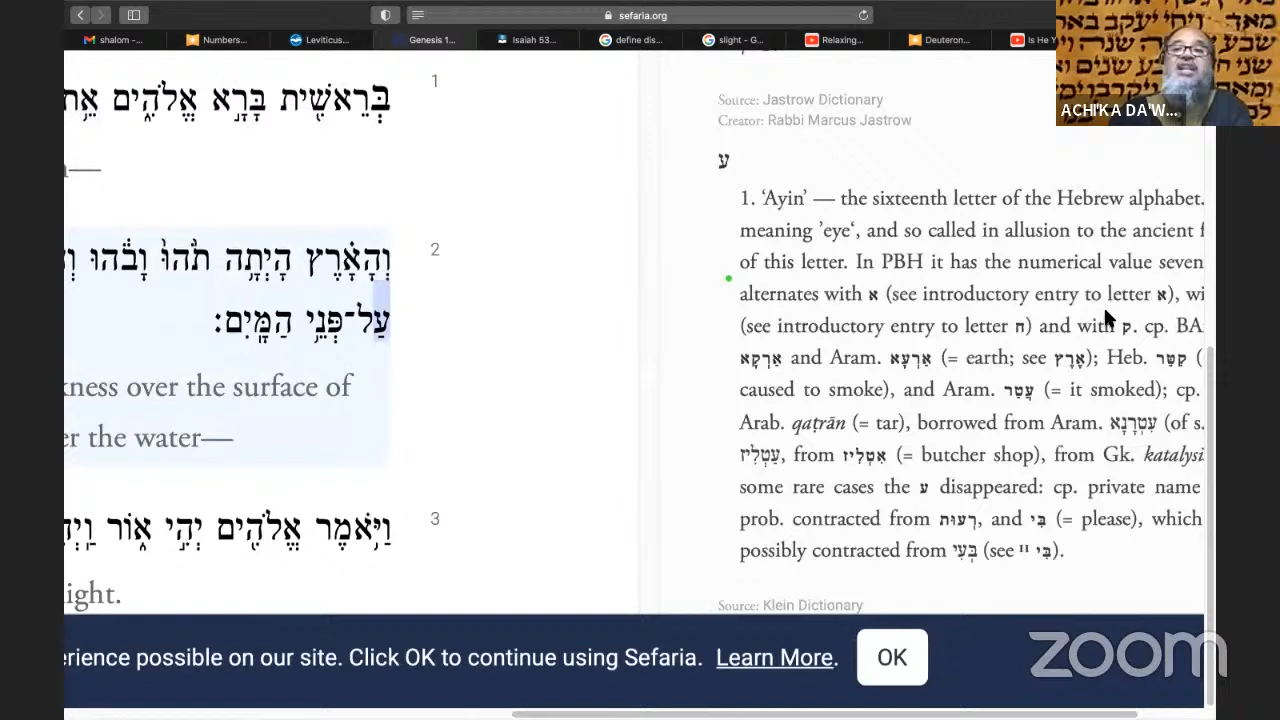 sefaria.org
shalom -...
Numbers...
Leviticus...
Genesis 1...
Isaiah 53...
define dis...
slight - G...
Relaxing...
Deuteron...
Is He Y
ACHI'KA DA'W...
1
בְּרֵאשִׁ֖ית בָּרָ֣א אֱלֹהִ֑ים אֵ֥ת
—
2
וְהָאָ֗רֶץ הָיְתָ֥ה תֹ֙הוּ֙ וָבֹ֔הוּ
עַל־פְּנֵ֥י הַמָּֽיִם׃
kness over the surface of
er the water—
3
וַיֹּ֥אמֶר אֱלֹהִ֖ים יְהִ֣י א֑וֹר
ight.
Source: Jastrow Dictionary
Creator: Rabbi Marcus Jastrow
ע
1. ‘Ayin’ — the sixteenth letter of the Hebrew alphabet.
meaning ’eye‘, and so called in allusion to the ancient f
of this letter. In PBH it has the numerical value seven
alternates with א (see introductory entry to letter א), wi
(see introductory entry to letter ח) and with ק. cp. BA
אַרְקָא and Aram. אַרְעָא (= earth; see אָרֶץ); Heb. קִטֵּר (
caused to smoke), and Aram. עֲטַר (= it smoked); cp.
Arab. qaṭrān (= tar), borrowed from Aram. עִטְרָנָא (of s.
עַטְלִיז, from אִטְלִיז (= butcher shop), from Gk. katalysi
some rare cases the ע disappeared: cp. private name
prob. contracted from רְעוּת, and בִּי (= please), which
possibly contracted from בְּעִי (see בִּי II).
Source: Klein Dictionary
erience possible on our site. Click OK to continue using Sefaria. Learn More.
OK
zoom